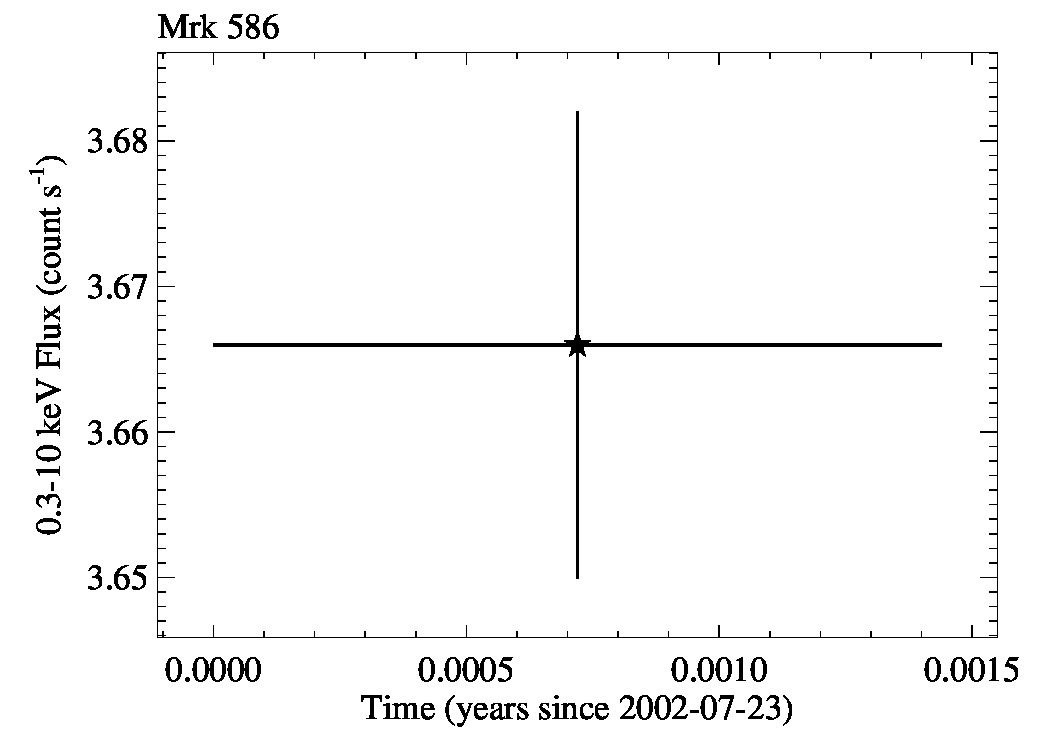 Mrk 586
3.68
3.67
3.66
3.65
0.3-10 keV Flux (count s⁻¹)
0.0000 0.0005 0.0010 0.0015
Time (years since 2002-07-23)